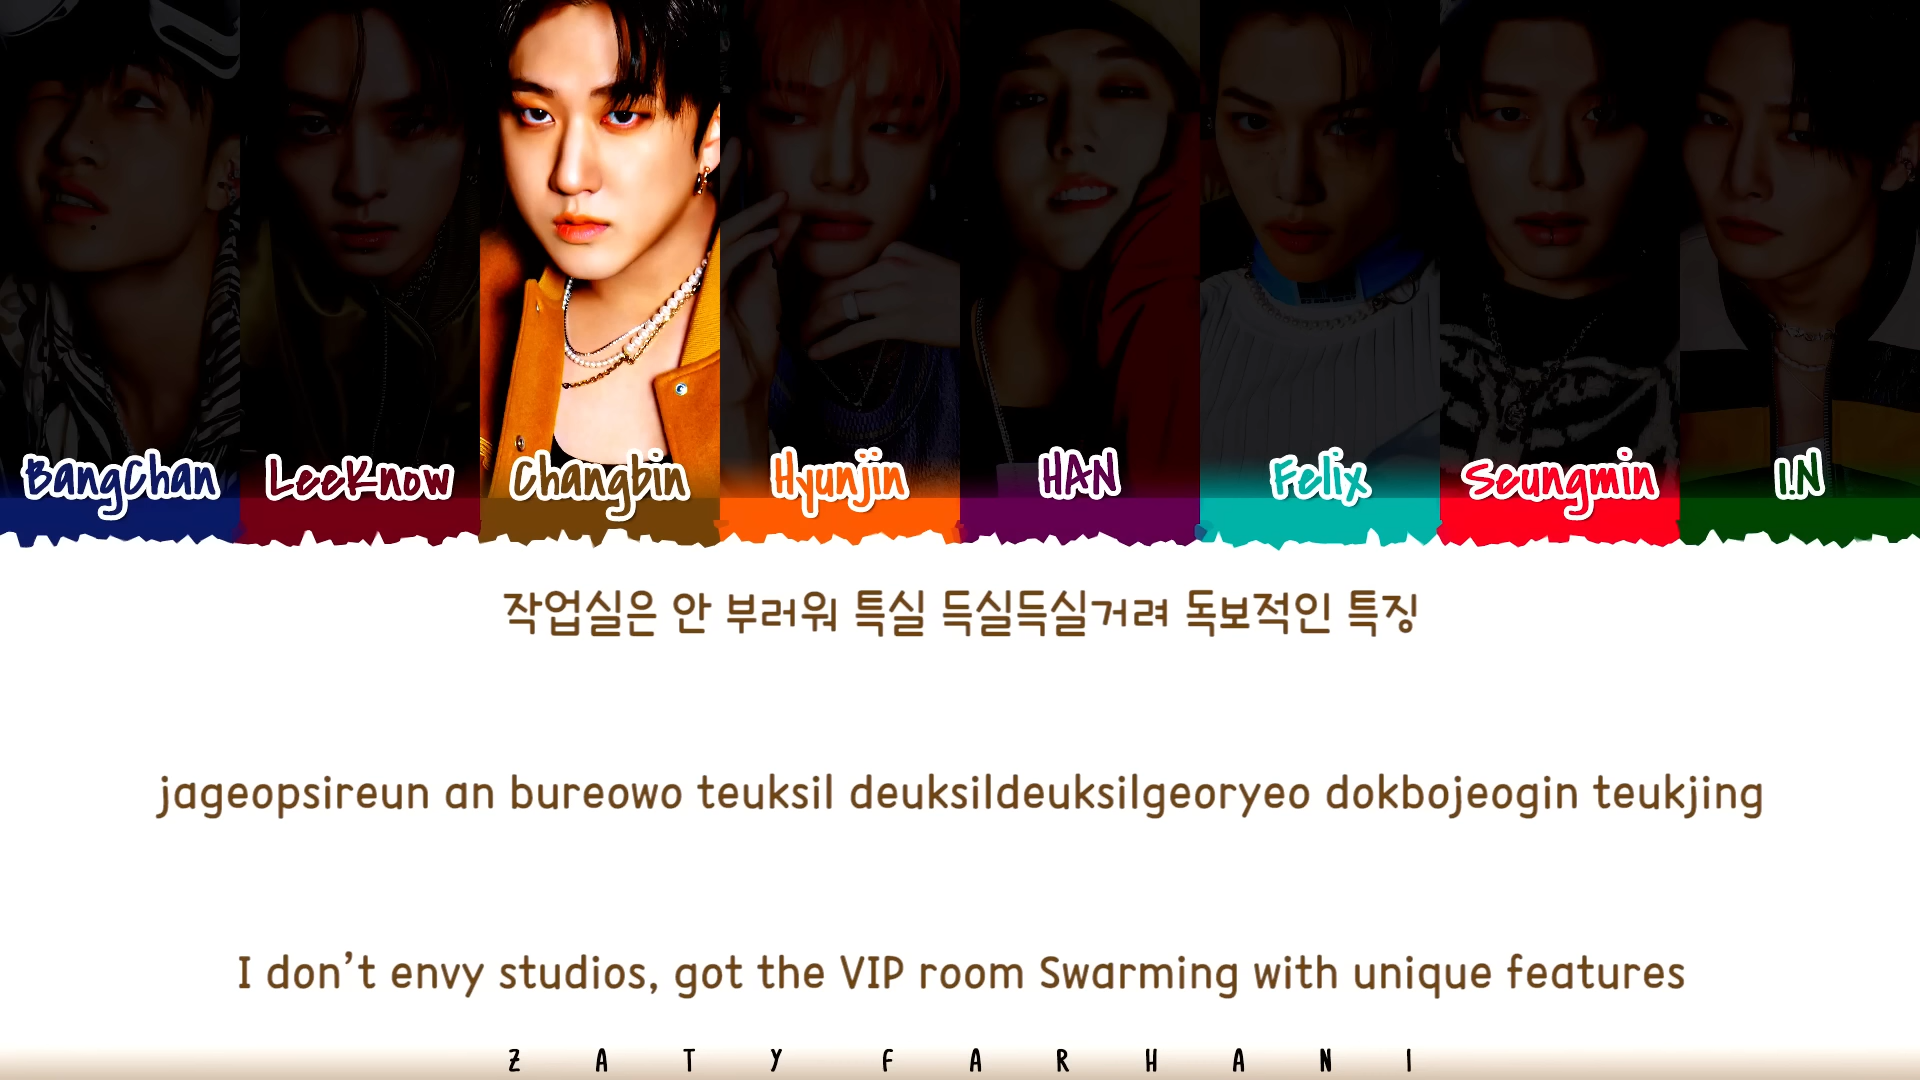 BangChan LeeKnow Changbin Hyunjin HAN Felix Seungmin I.N
작업실은 안 부러워 특실 득실득실거려 독보적인 특징
jageopsireun an bureowo teuksil deuksildeuksilgeoryeo dokbojeogin teukjing
I don’t envy studios, got the VIP room Swarming with unique features
ZATY FARHANI